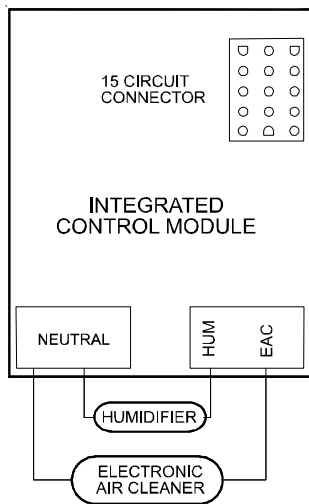 15 CIRCUIT
CONNECTOR
INTEGRATED
CONTROL MODULE
NEUTRAL
HUM
EAC
HUMIDIFIER
ELECTRONIC
AIR CLEANER